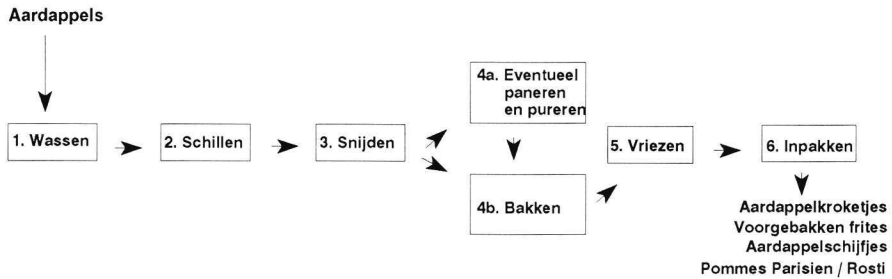 Aardappels
1. Wassen
2. Schillen
3. Snijden
4a. Eventueel
paneren
en pureren
4b. Bakken
5. Vriezen
6. Inpakken
Aardappelkroketjes
Voorgebakken frites
Aardappelschijfjes
Pommes Parisien / Rosti